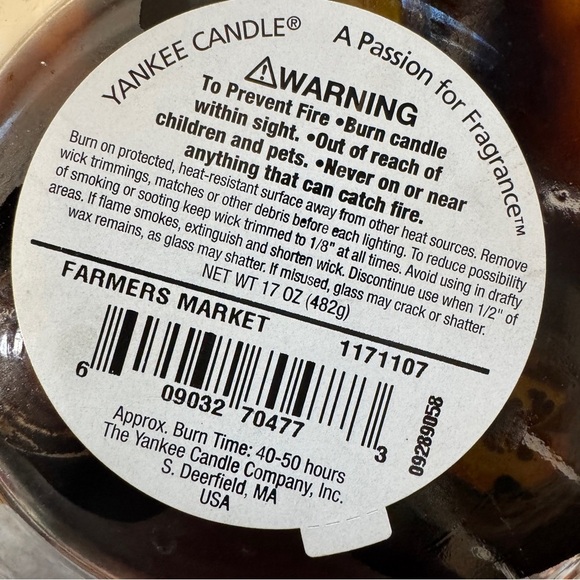 YANKEE CANDLE® A Passion for Fragrance™
⚠WARNING
To Prevent Fire •Burn candle
within sight. •Out of reach of
children and pets. •Never on or near
anything that can catch fire.
Burn on protected, heat-resistant surface away from other heat sources. Remove
wick trimmings, matches or other debris before each lighting. To reduce possibility
of smoking or sooting keep wick trimmed to 1/8" at all times. Avoid using in drafty
areas. If flame smokes, extinguish and shorten wick. Discontinue use when 1/2" of
wax remains, as glass may shatter. If misused, glass may crack or shatter.
NET WT 17 OZ (482g)
FARMERS MARKET 1171107
6 09032 70477 3
09289058
Approx. Burn Time: 40-50 hours
The Yankee Candle Company, Inc.
S. Deerfield, MA
USA